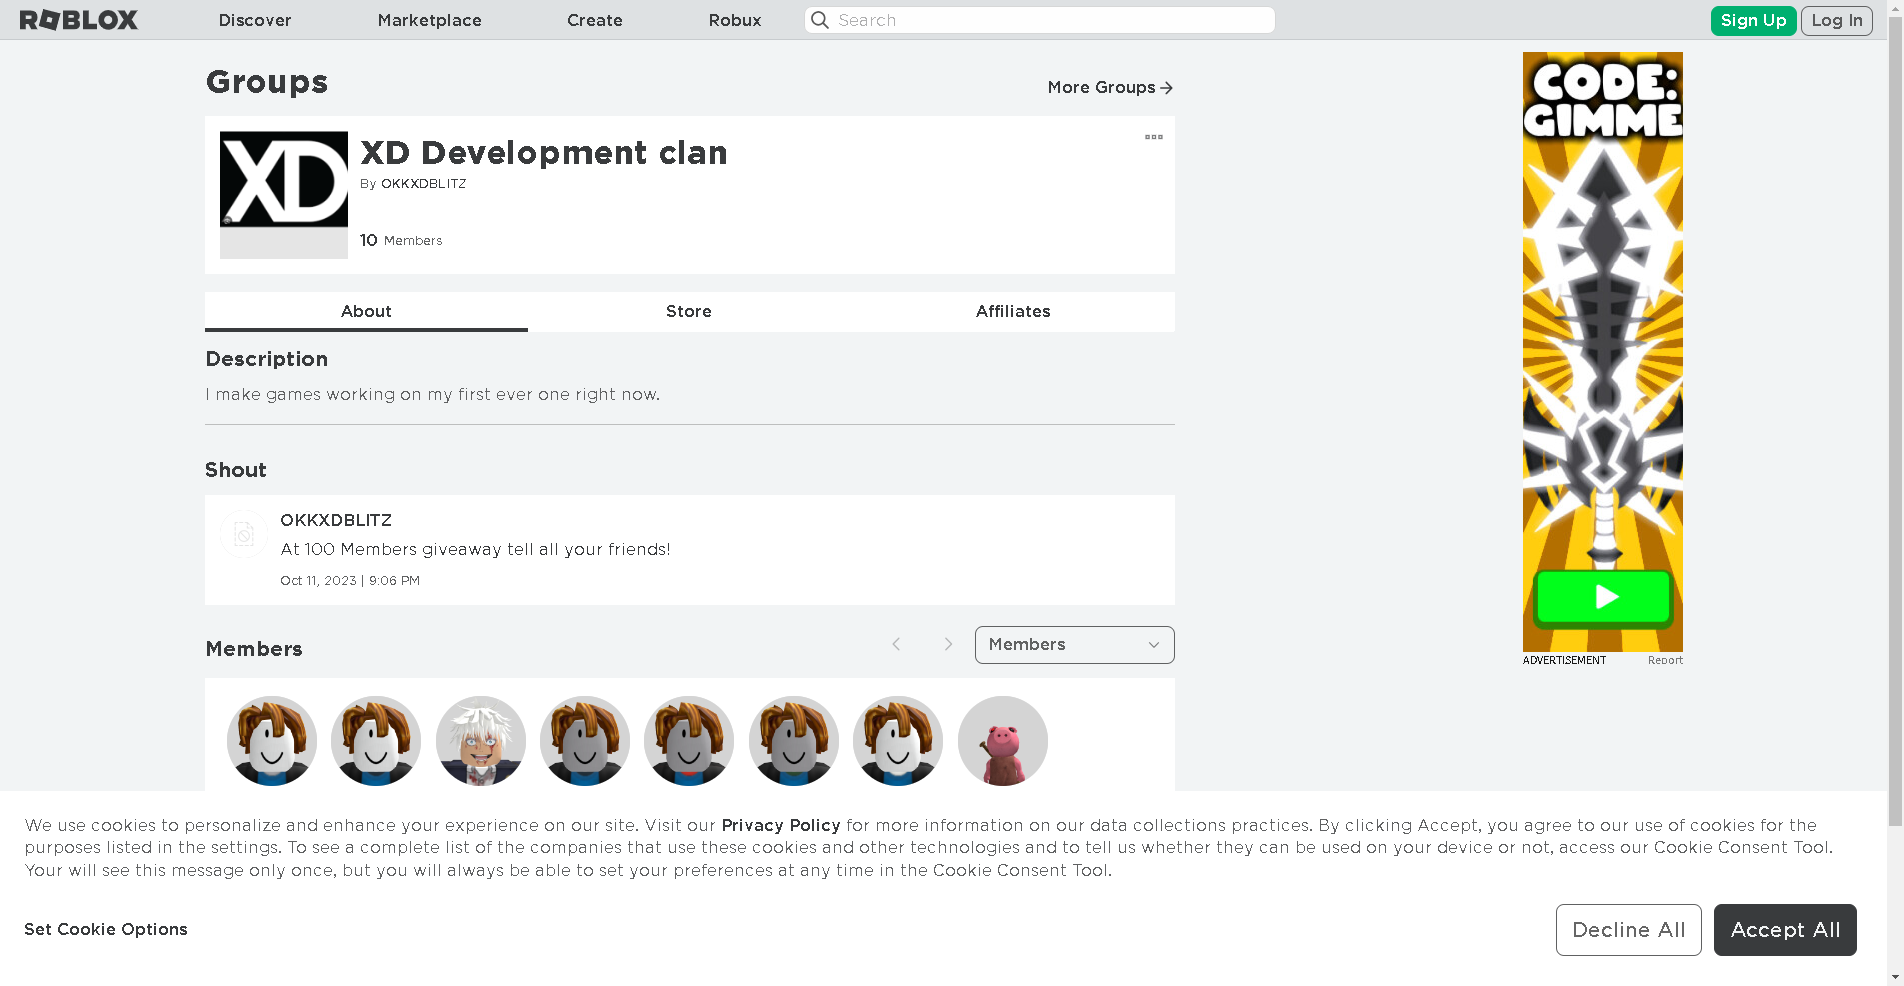 ROBLOX
Discover
Marketplace
Create
Robux
Search
Sign Up
Log In
Groups
More Groups
XD
XD Development clan
By OKKXDBLITZ
10 Members
About
Store
Affiliates
Description
I make games working on my first ever one right now.
Shout
OKKXDBLITZ
At 100 Members giveaway tell all your friends!
Oct 11, 2023 | 9:06 PM
Members
Members
CODE:
GIMME
ADVERTISEMENT
Report
We use cookies to personalize and enhance your experience on our site. Visit our Privacy Policy for more information on our data collections practices. By clicking Accept, you agree to our use of cookies for the
purposes listed in the settings. To see a complete list of the companies that use these cookies and other technologies and to tell us whether they can be used on your device or not, access our Cookie Consent Tool.
Your will see this message only once, but you will always be able to set your preferences at any time in the Cookie Consent Tool.
Set Cookie Options
Decline All
Accept All